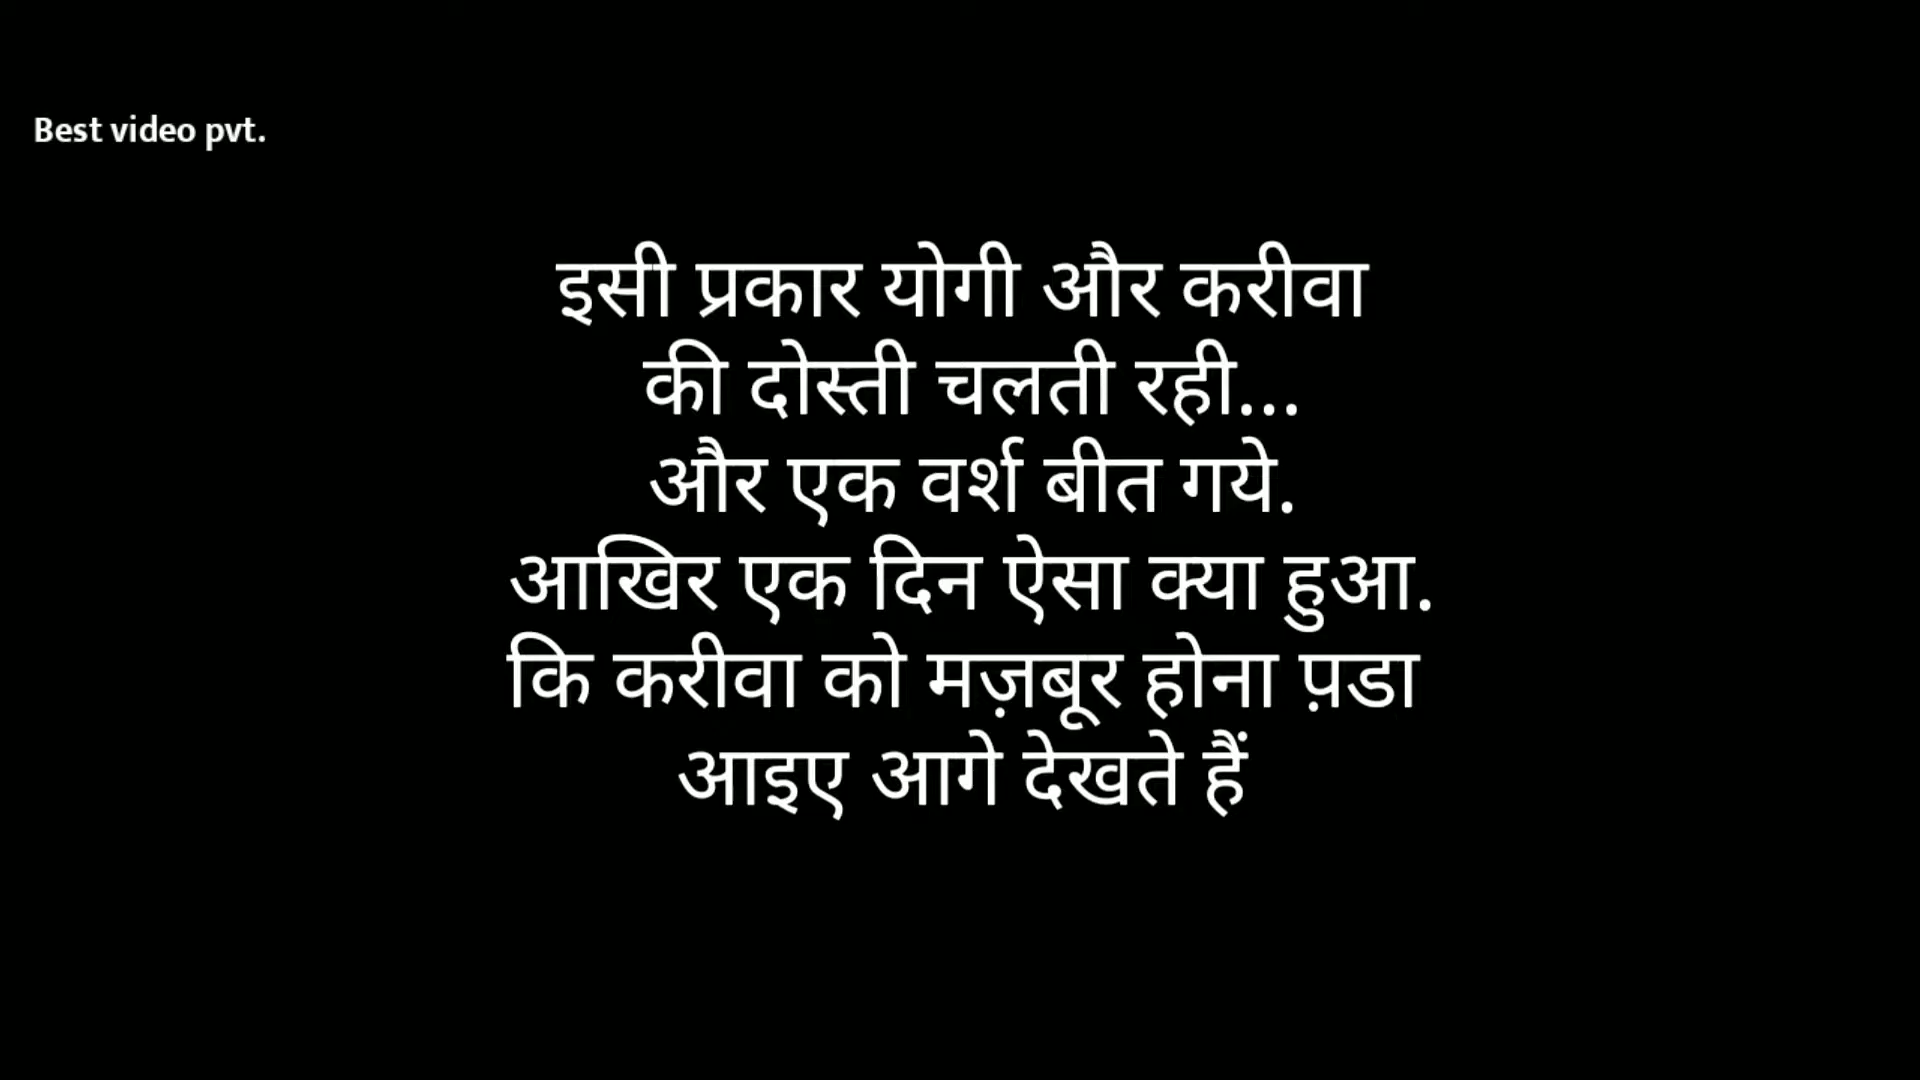 Best video pvt.
इसी प्रकार योगी और करीवा
की दोस्ती चलती रही...
और एक वर्श बीत गये.
आखिर एक दिन ऐसा क्या हुआ.
कि करीवा को मज़बूर होना प़डा
आइए आगे देखते हैं